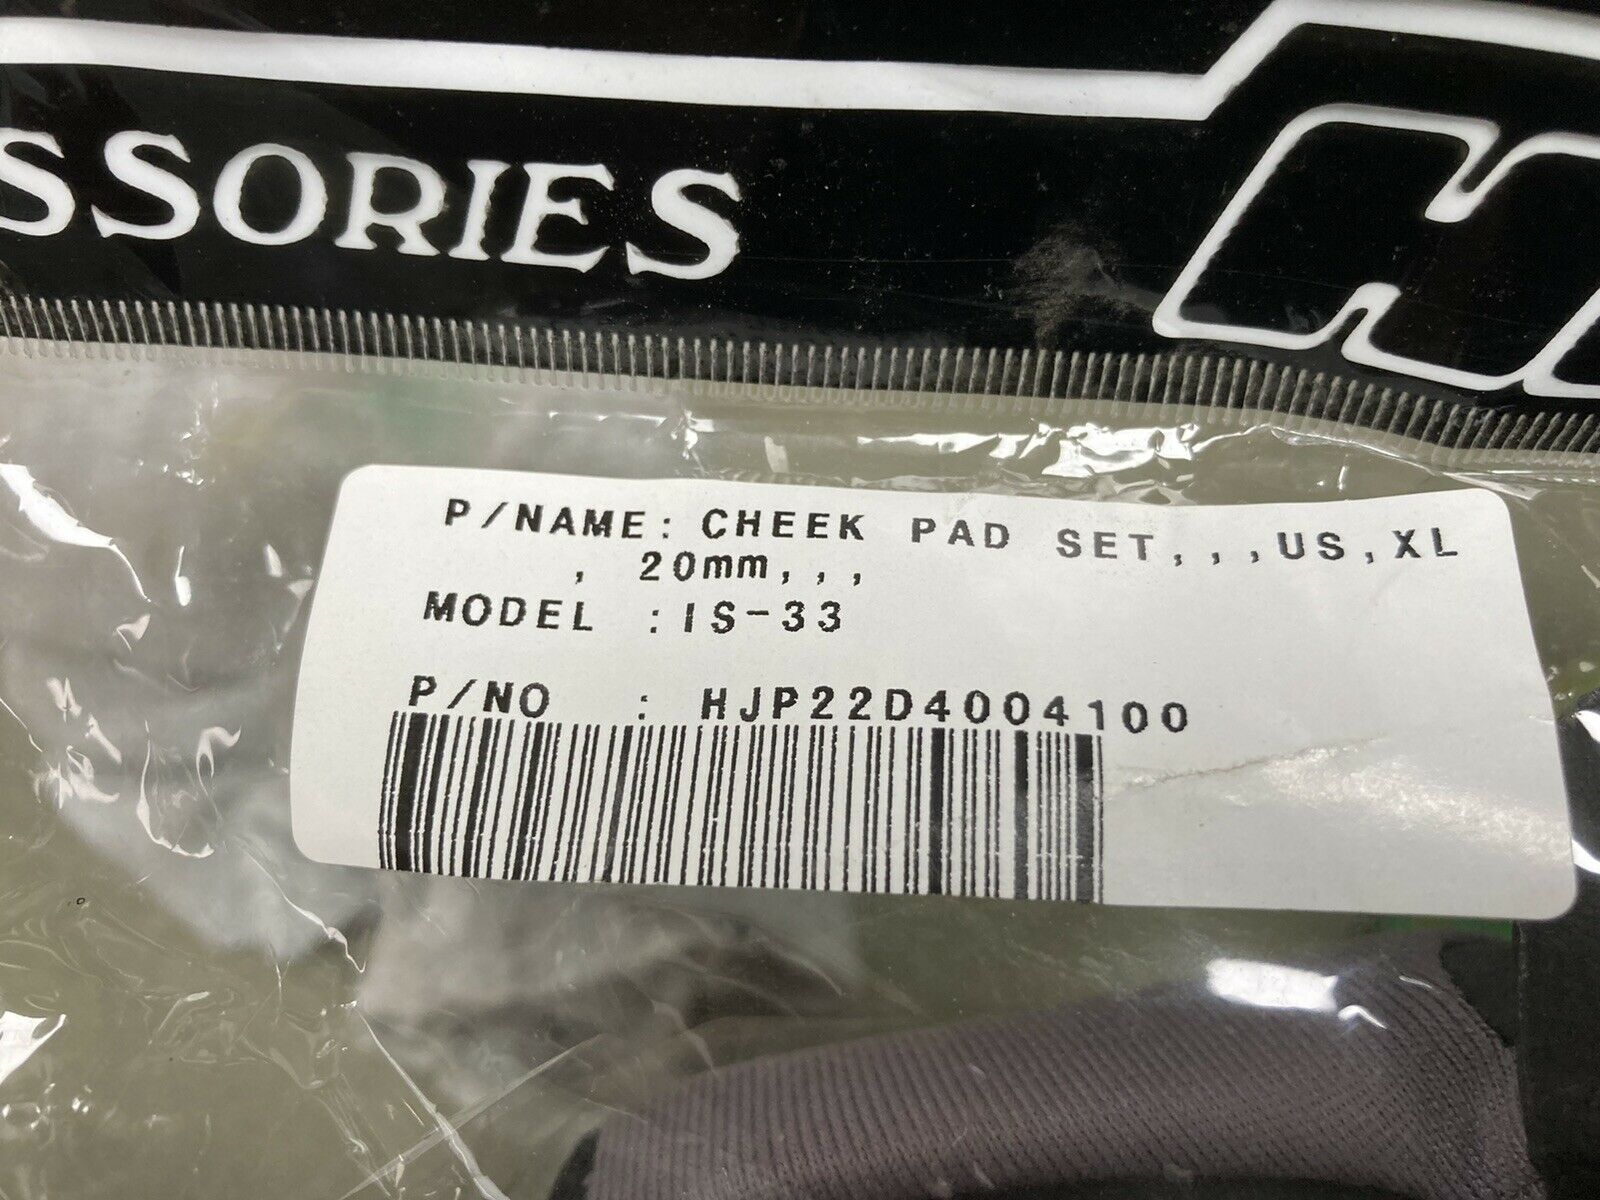 SSORIES H
P/NAME: CHEEK PAD SET,,,US,XL
, 20mm,,,
MODEL :IS-33
P/NO : HJP22D4004100